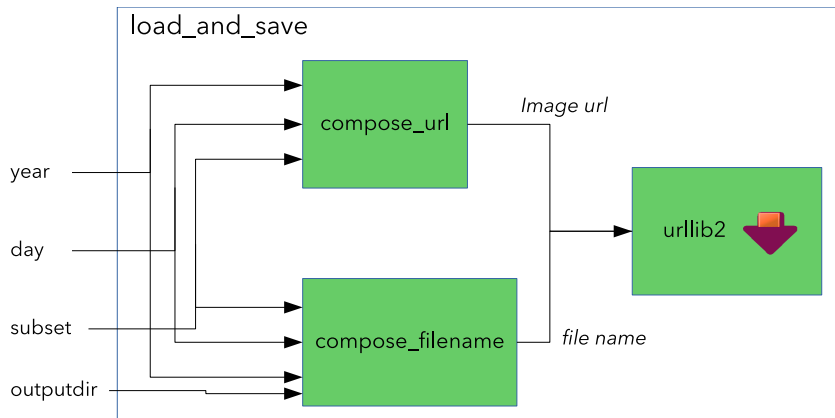 load_and_save
compose_url
Image url
year
urllib2
day
subset
compose_filename
file name
outputdir